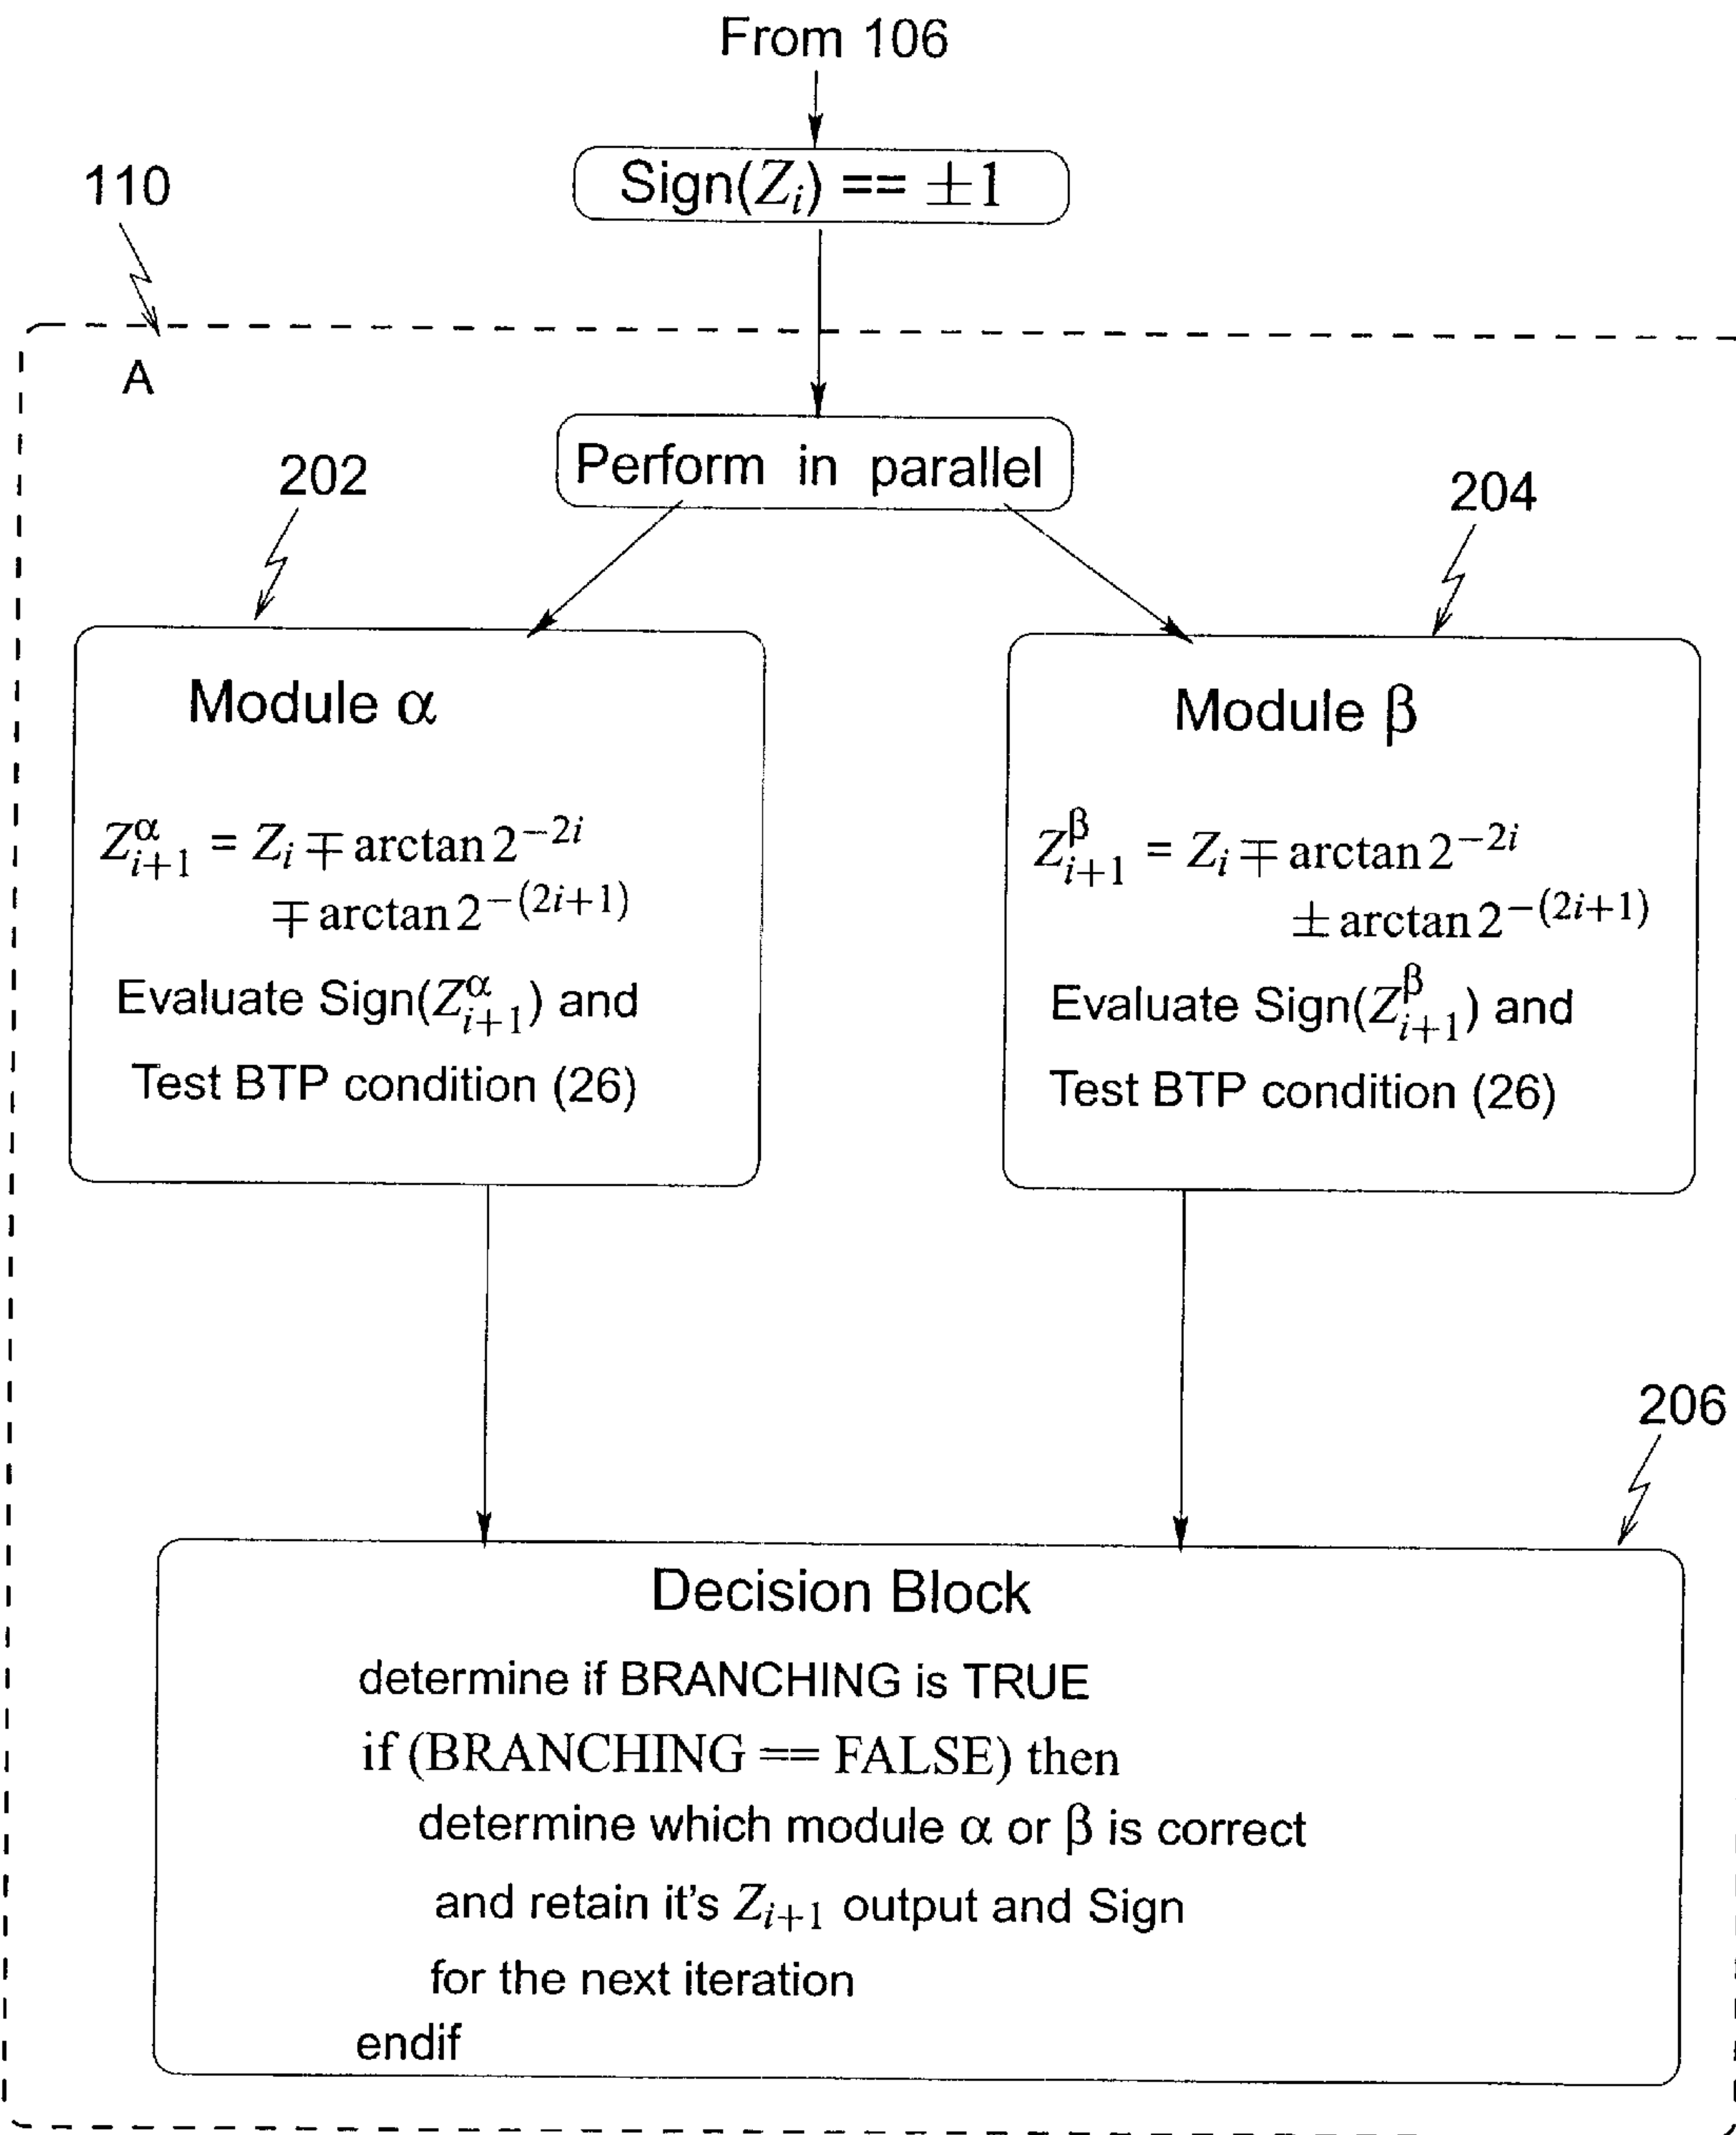 From 106
Sign(Z_i) == ±1
110
A
Perform in parallel
202
204
Module α
Z^α_{i+1} = Z_i ∓ arctan 2^{−2i}
∓ arctan 2^{−(2i+1)}
Evaluate Sign(Z^α_{i+1}) and
Test BTP condition (26)
Module β
Z^β_{i+1} = Z_i ∓ arctan 2^{−2i}
± arctan 2^{−(2i+1)}
Evaluate Sign(Z^β_{i+1}) and
Test BTP condition (26)
206
Decision Block
determine if BRANCHING is TRUE
if (BRANCHING == FALSE) then
determine which module α or β is correct
and retain it's Z_{i+1} output and Sign
for the next iteration
endif